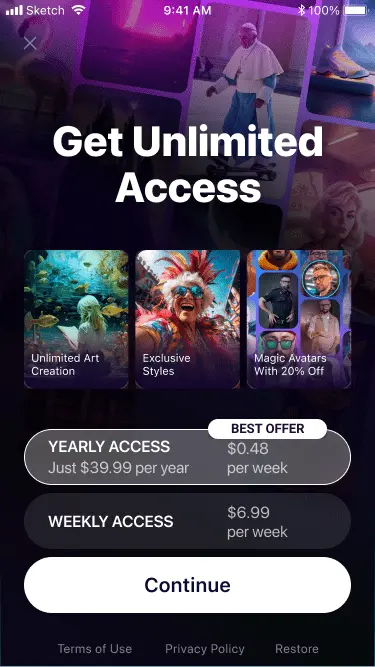 Sketch 9:41 AM 100%
Get Unlimited
Access
Unlimited Art
Creation
Exclusive
Styles
Magic Avatars
With 20% Off
BEST OFFER
YEARLY ACCESS $0.48
Just $39.99 per year per week
WEEKLY ACCESS $6.99
per week
Continue
Terms of Use Privacy Policy Restore